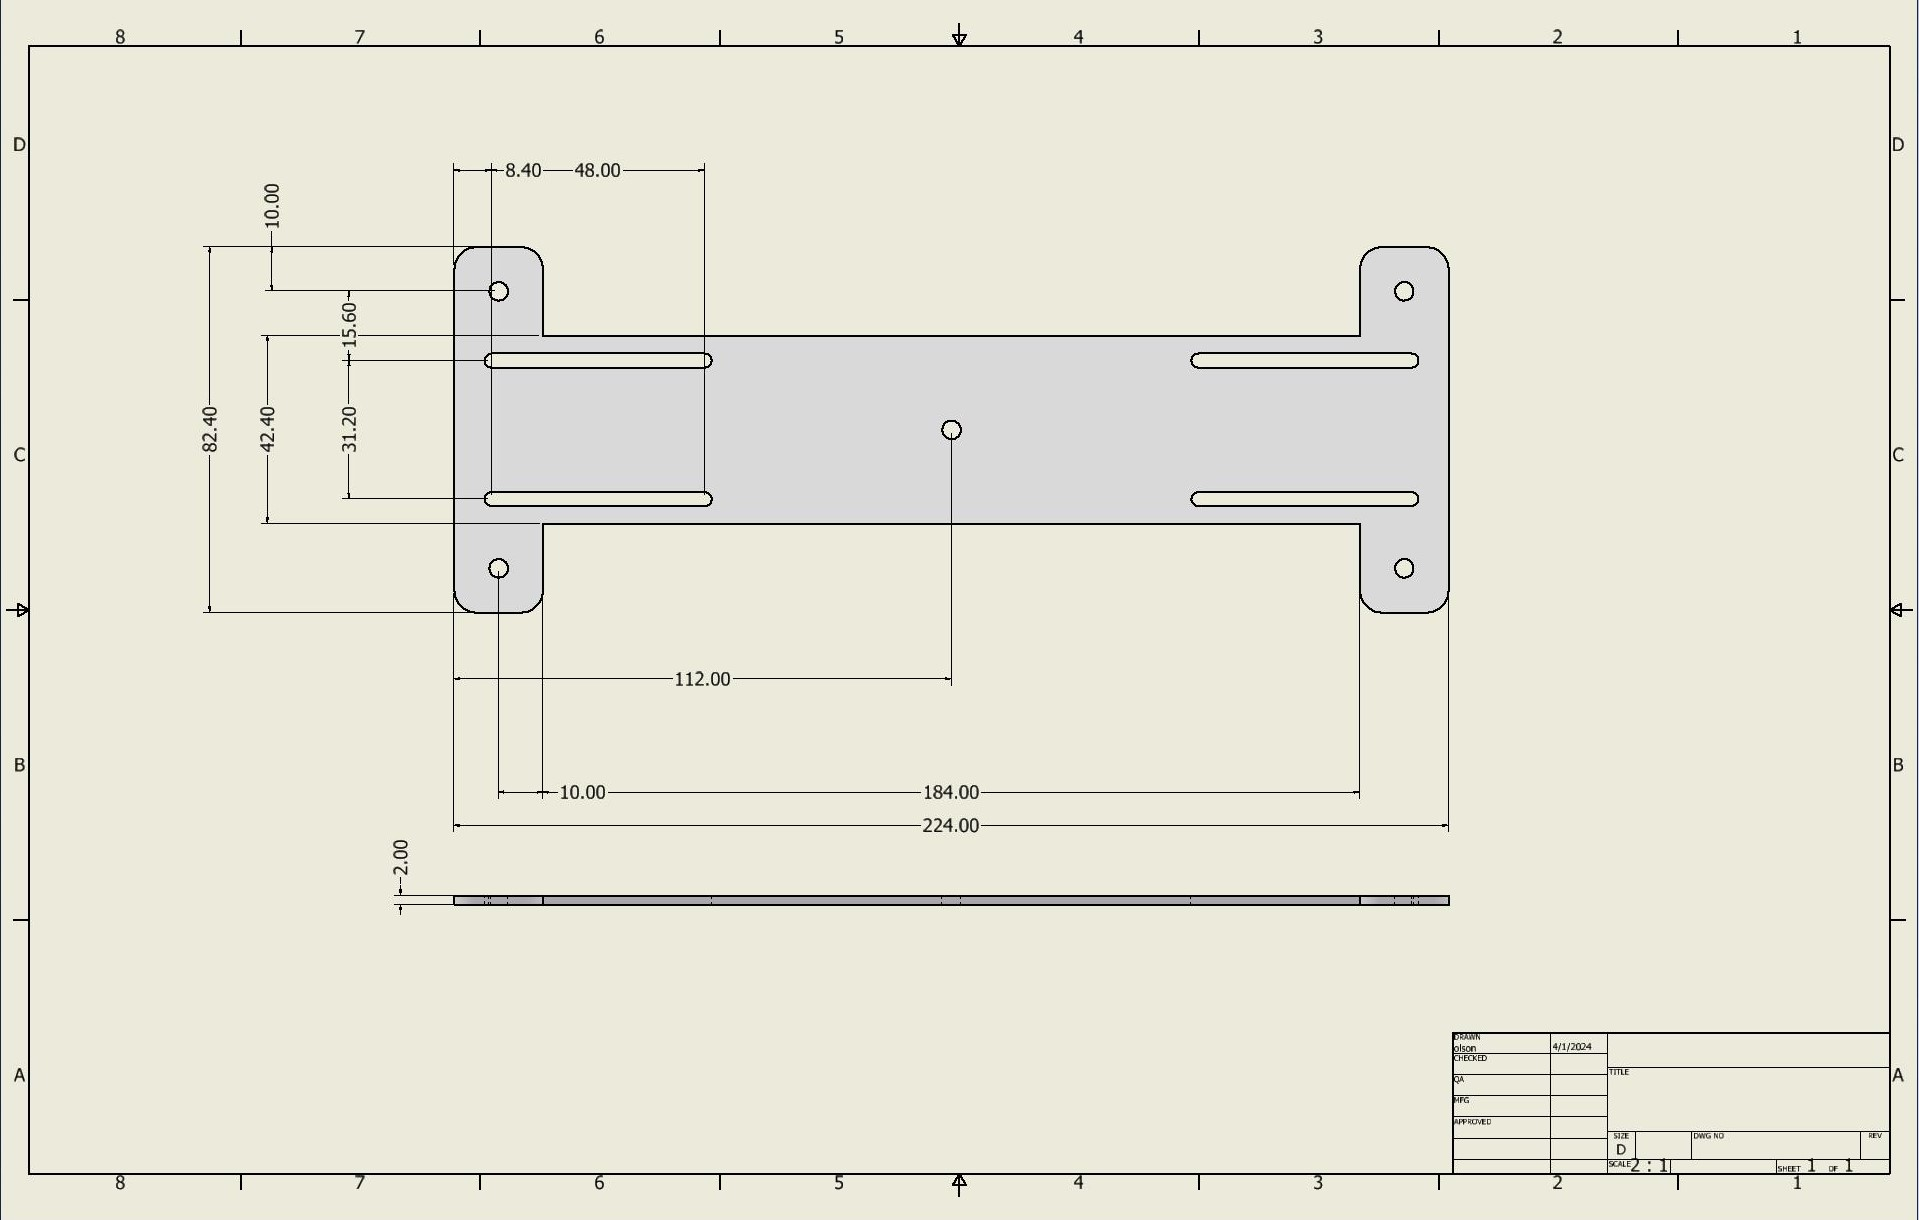 8 7 6 5 4 3 2 1
D D
8.40 48.00
10.00
15.60
82.40 42.40 31.20
C C
112.00
B B
10.00 184.00
224.00
2.00
DRAWN
olson 4/1/2024
CHECKED
TITLE
A A
QA
MFG
APPROVED
SIZE DWG NO REV
D
SCALE 2 : 1 SHEET 1 OF 1
8 7 6 5 4 3 2 1